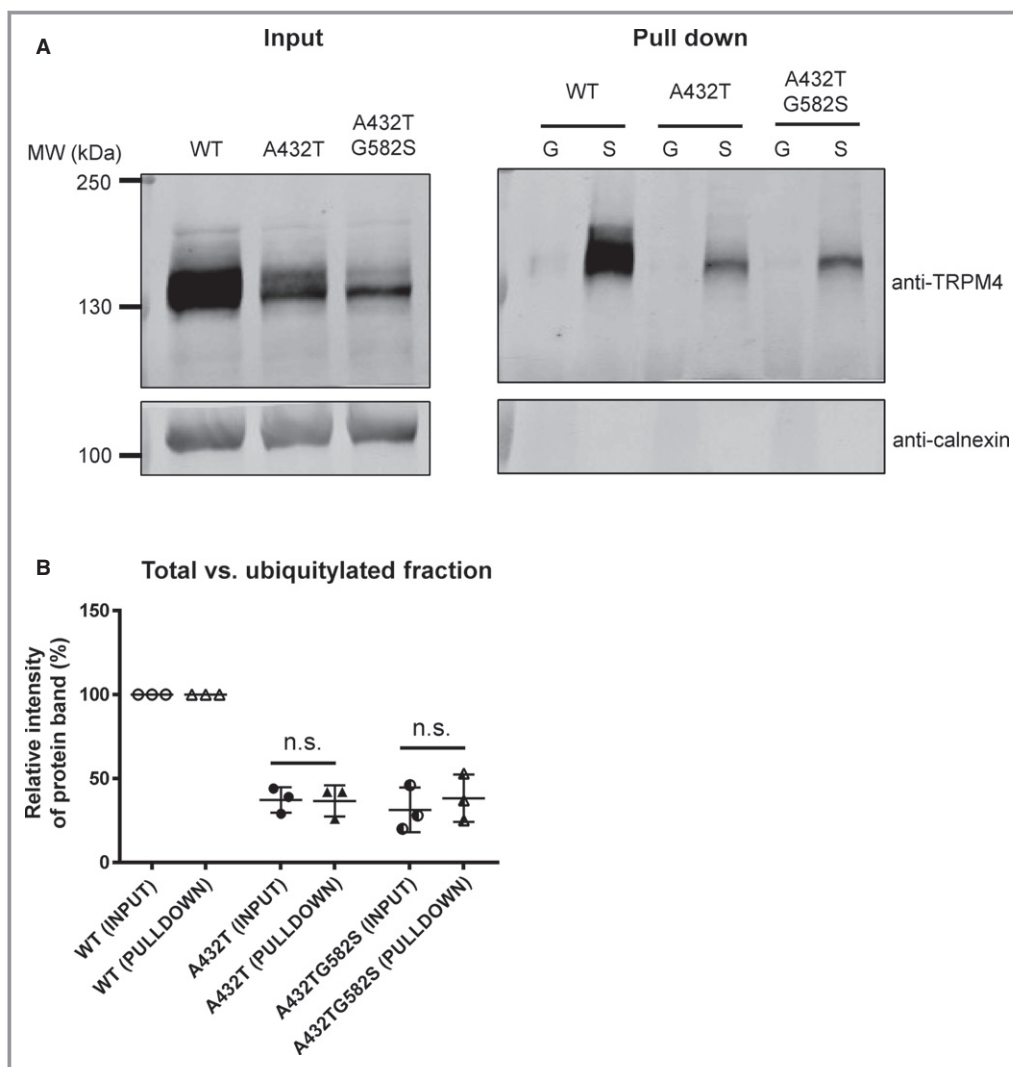 A
Input
Pull down
WT
A432T
A432T
G582S
WT
A432T
A432T
G582S
MW (kDa)
G S G S G S
250
130
anti-TRPM4
100
anti-calnexin
B
Total vs. ubiquitylated fraction
Relative intensity
of protein band (%)
150
100
50
0
n.s.
n.s.
WT (INPUT)
WT (PULLDOWN)
A432T (INPUT)
A432T (PULLDOWN)
A432TG582S (INPUT)
A432TG582S (PULLDOWN)